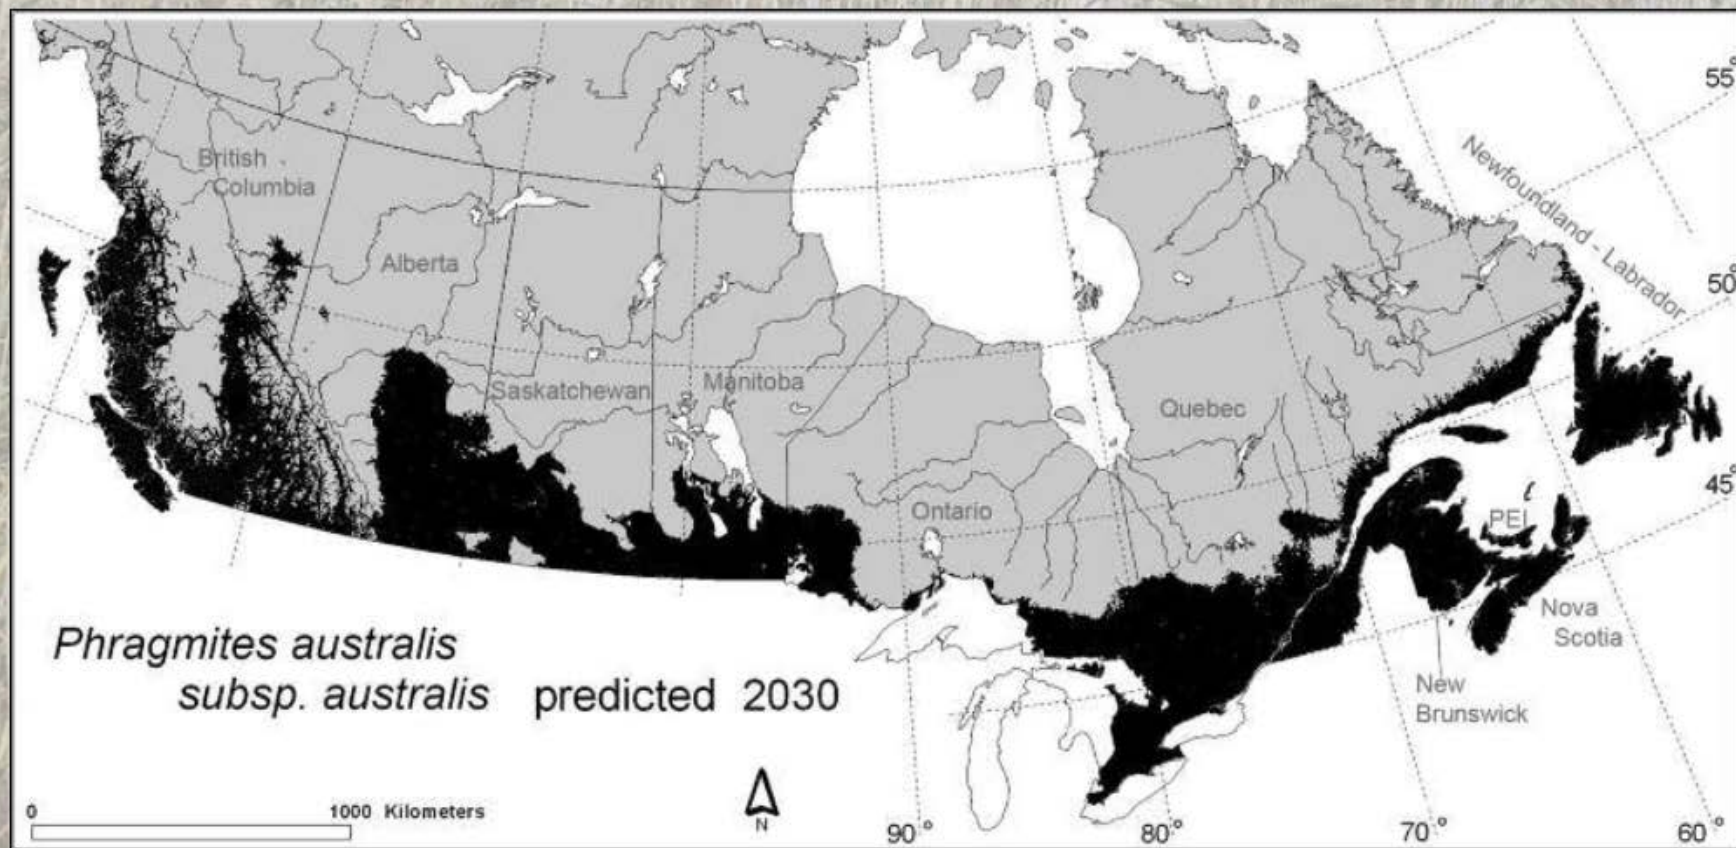 55°
Newfoundland - Labrador
British
Columbia
Alberta
50°
Saskatchewan
Manitoba
Quebec
45°
Ontario
PEI
Nova
Scotia
Phragmites australis
subsp. australis predicted 2030
New
Brunswick
0 1000 Kilometers
N
90° 80° 70° 60°